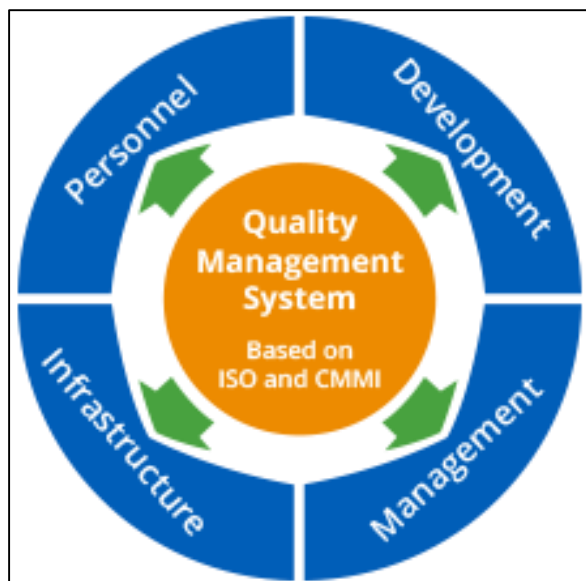 Personnel
Development
Quality
Management
System
Based on
ISO and CMMI
Infrastructure
Management